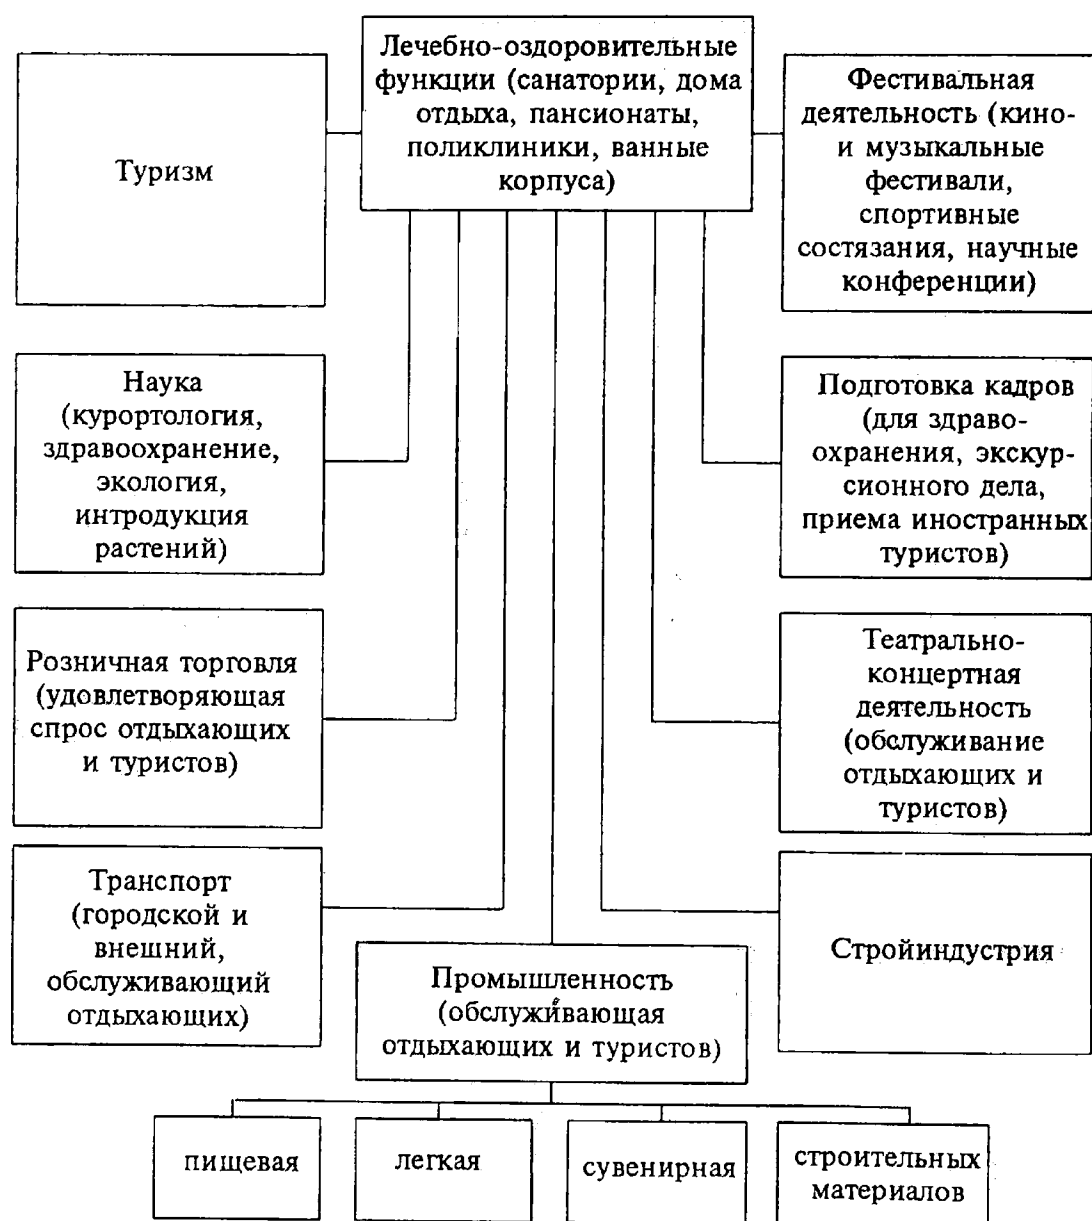 Лечебно-оздоровительные
функции (санатории, дома
отдыха, пансионаты,
поликлиники, ванные
корпуса)
Туризм
Фестивальная
деятельность (кино-
и музыкальные
фестивали,
спортивные
состязания, научные
конференции)
Наука
(курортология,
здравоохранение,
экология,
интродукция
растений)
Подготовка кадров
(для здраво-
охранения, экскур-
сионного дела,
приема иностранных
туристов)
Розничная торговля
(удовлетворяющая
спрос отдыхающих
и туристов)
Театрально-
концертная
деятельность
(обслуживание
отдыхающих и
туристов)
Транспорт
(городской и
внешний,
обслуживающий
отдыхающих)
Стройиндустрия
Промышленность
(обслуживающая
отдыхающих и туристов)
пищевая
легкая
сувенирная
строительных
материалов